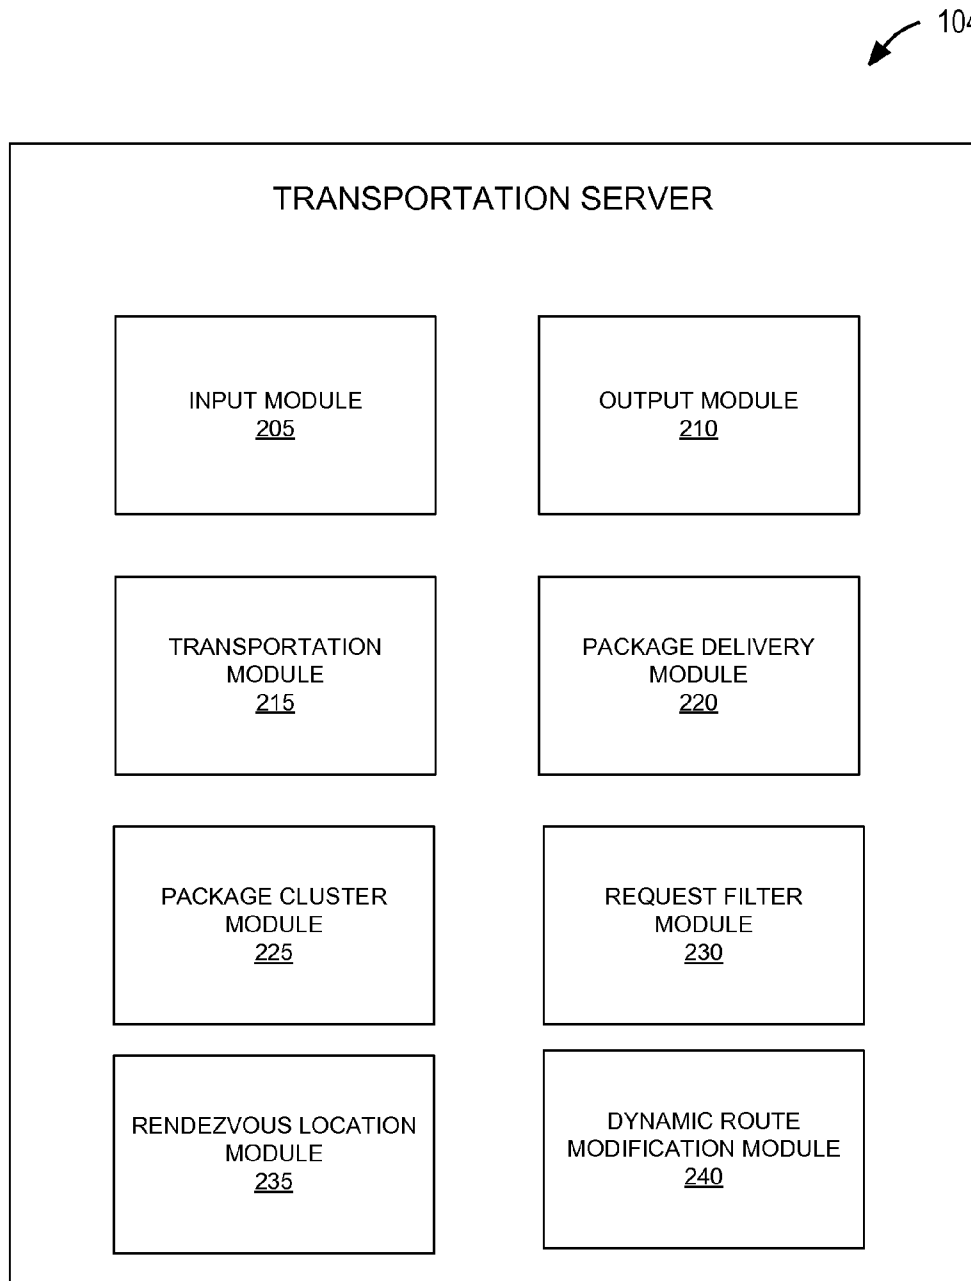 104
TRANSPORTATION SERVER
INPUT MODULE
205
OUTPUT MODULE
210
TRANSPORTATION
MODULE
215
PACKAGE DELIVERY
MODULE
220
PACKAGE CLUSTER
MODULE
225
REQUEST FILTER
MODULE
230
RENDEZVOUS LOCATION
MODULE
235
DYNAMIC ROUTE
MODIFICATION MODULE
240